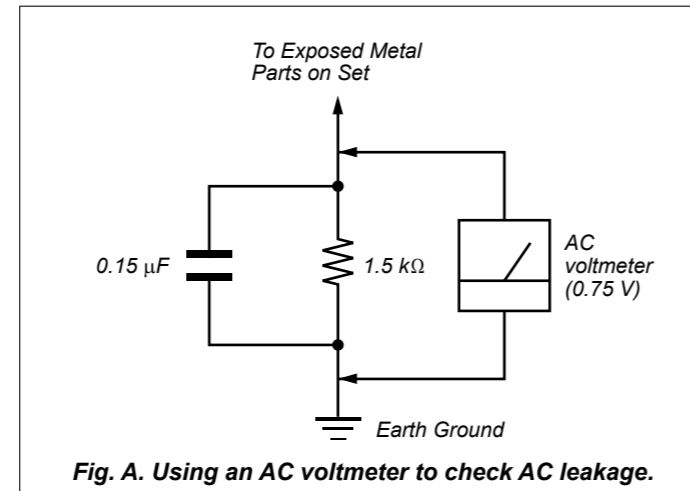 To Exposed Metal
Parts on Set
0.15 μF
1.5 kΩ
AC
voltmeter
(0.75 V)
Earth Ground
Fig. A. Using an AC voltmeter to check AC leakage.